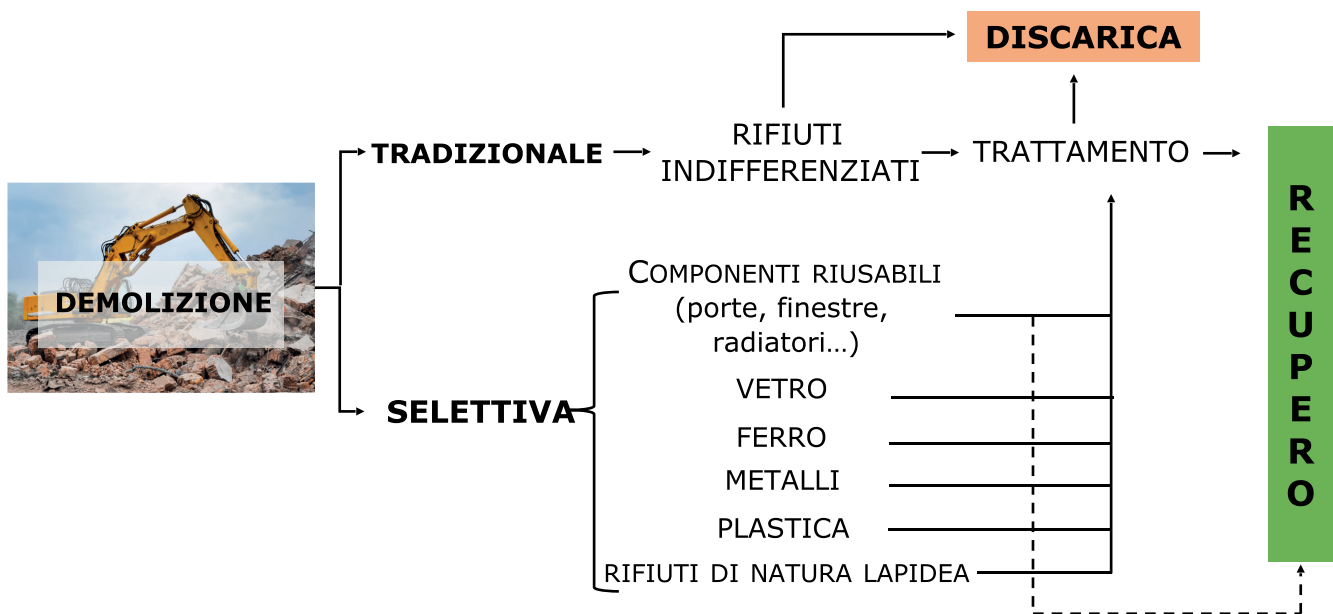 DISCARICA
RIFIUTI
INDIFFERENZIATI
TRADIZIONALE
TRATTAMENTO
RECUPERO
DEMOLIZIONE
COMPONENTI RIUSABILI
(porte, finestre,
radiatori…)
VETRO
SELETTIVA
FERRO
METALLI
PLASTICA
RIFIUTI DI NATURA LAPIDEA